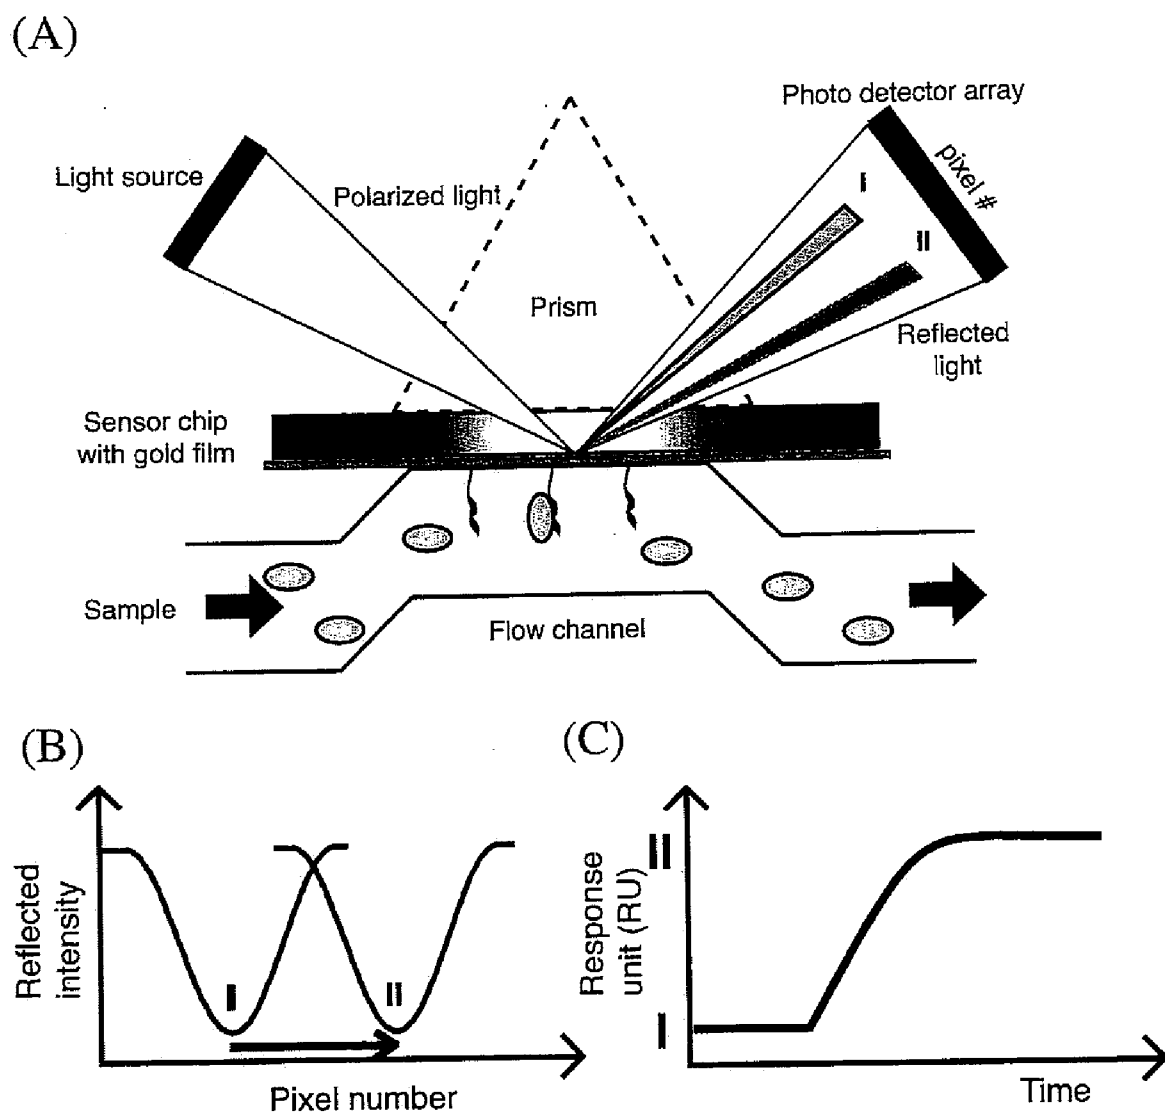 (A)
Photo detector array
Light source
Polarized light
pixel #
I
II
Prism
Reflected
light
Sensor chip
with gold film
Sample
Flow channel
(B)
(C)
Reflected
intensity
I
II
Pixel number
Response
unit (RU)
II
I
Time